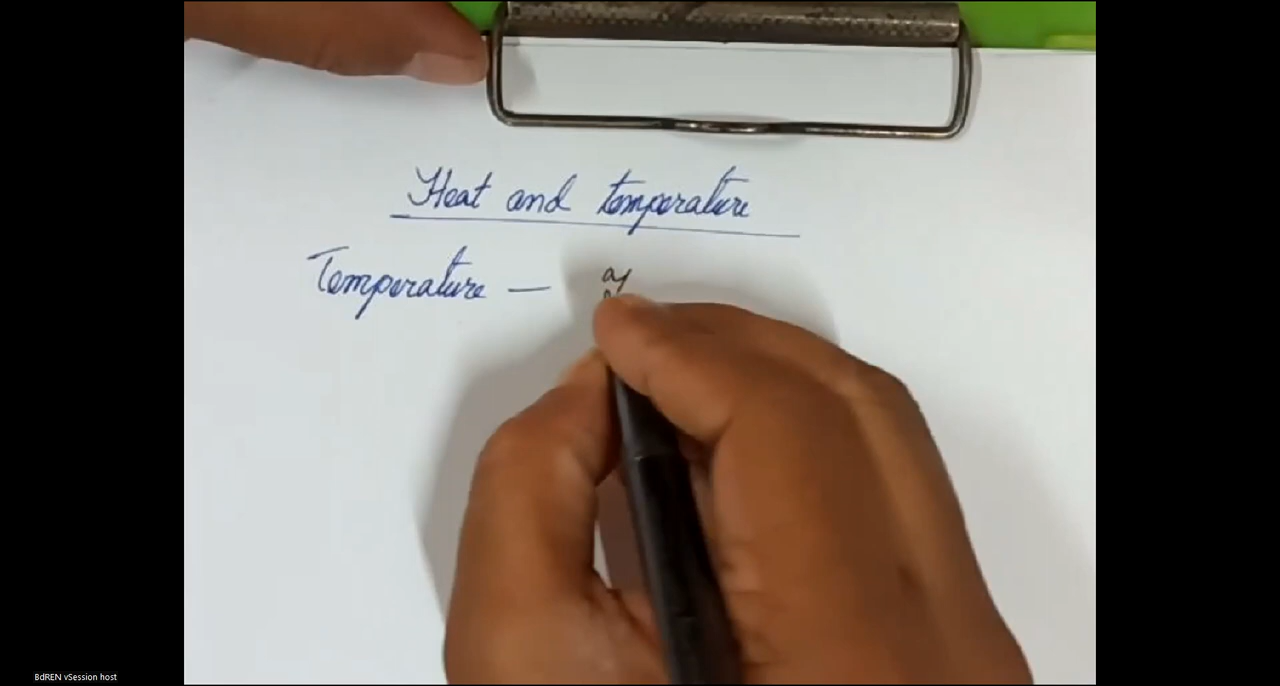 Heat and temperature
Temperature —
BdREN vSession host